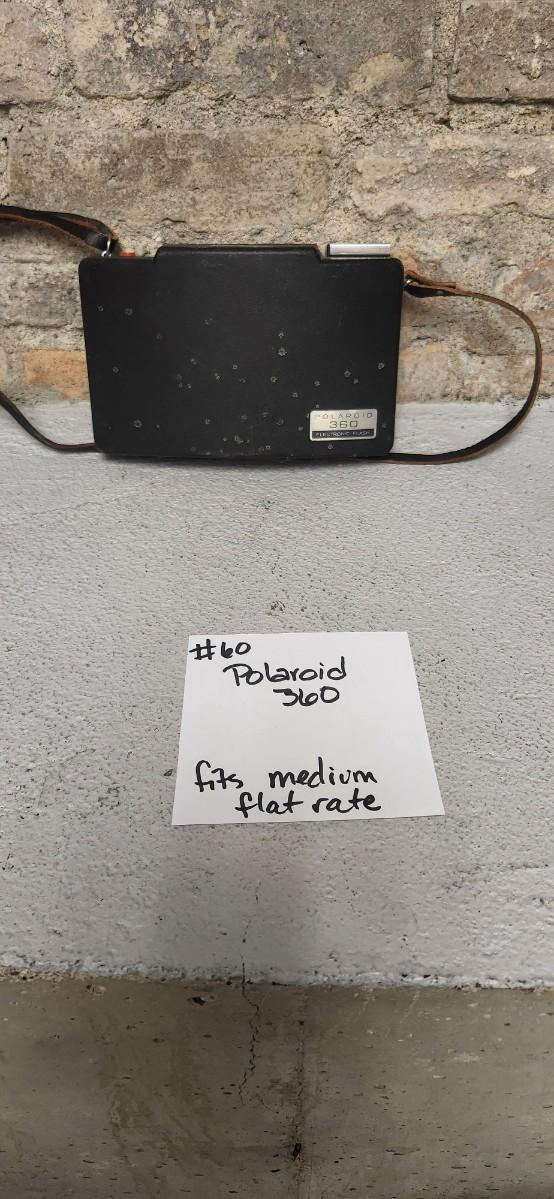 POLAROID
360
ELECTRONIC FLASH
#60
Polaroid
360
fits medium
flat rate